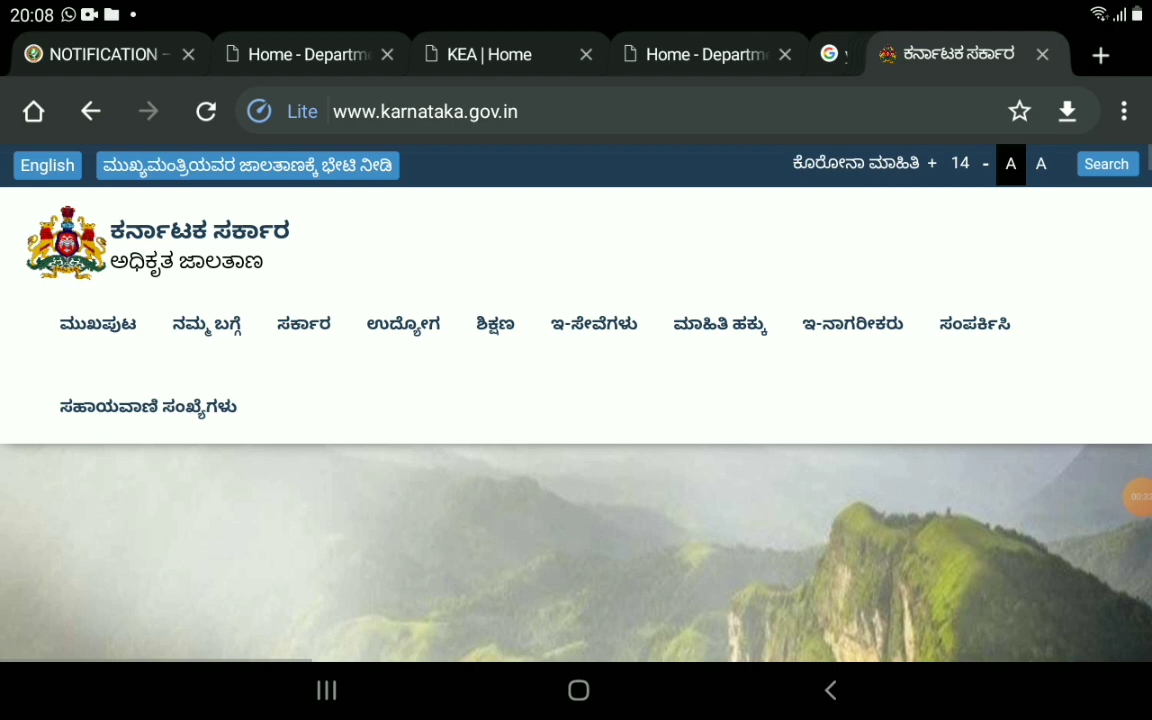 20:08
NOTIFICATION -
Home - Departm
KEA | Home
Home - Departm
ಕರ್ನಾಟಕ ಸರ್ಕಾರ
Lite www.karnataka.gov.in
English ಮುಖ್ಯಮಂತ್ರಿಯವರ ಜಾಲತಾಣಕ್ಕೆ ಭೇಟಿ ನೀಡಿ ಕೊರೋನಾ ಮಾಹಿತಿ + 14 - A A Search
ಕರ್ನಾಟಕ ಸರ್ಕಾರ
ಅಧಿಕೃತ ಜಾಲತಾಣ
ಮುಖಪುಟ ನಮ್ಮ ಬಗ್ಗೆ ಸರ್ಕಾರ ಉದ್ಯೋಗ ಶಿಕ್ಷಣ ಇ-ಸೇವೆಗಳು ಮಾಹಿತಿ ಹಕ್ಕು ಇ-ನಾಗರೀಕರು ಸಂಪರ್ಕಿಸಿ
ಸಹಾಯವಾಣಿ ಸಂಖ್ಯೆಗಳು